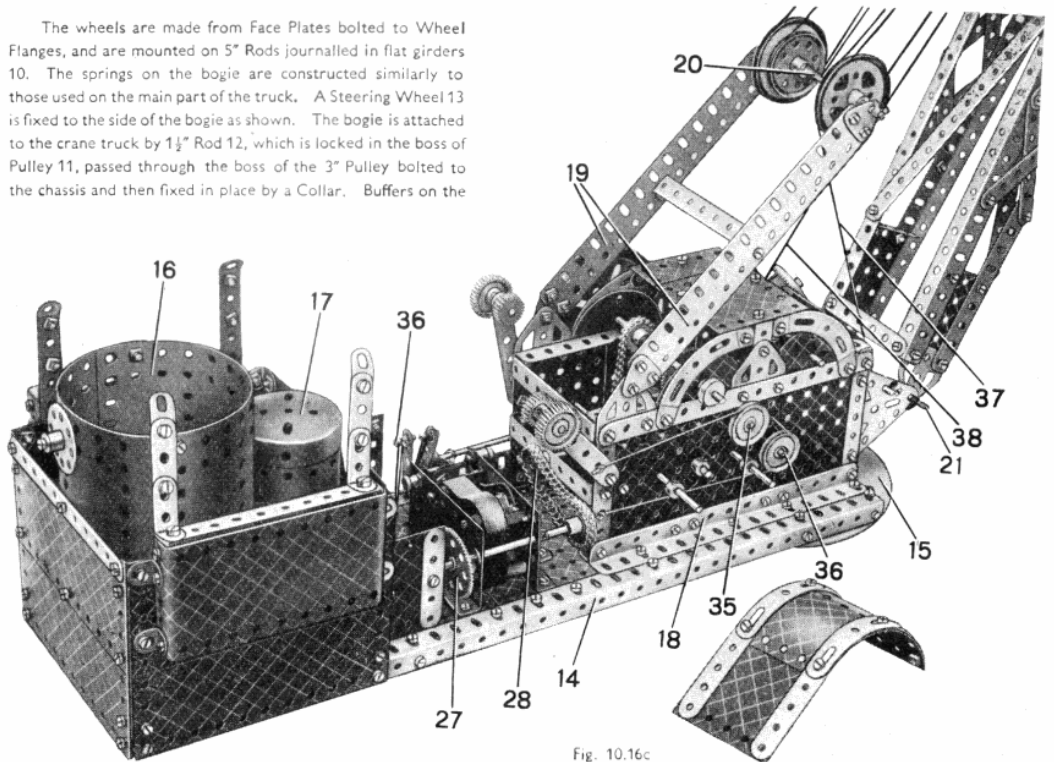 The wheels are made from Face Plates bolted to Wheel
Flanges, and are mounted on 5″ Rods journalled in flat girders
10. The springs on the bogie are constructed similarly to
those used on the main part of the truck. A Steering Wheel 13
is fixed to the side of the bogie as shown. The bogie is attached
to the crane truck by 1½″ Rod 12, which is locked in the boss of
Pulley 11, passed through the boss of the 3″ Pulley bolted to
the chassis and then fixed in place by a Collar. Buffers on the
20
19
16
17
36
37
38
21
15
36
35
18
14
28
27
Fig. 10.16c